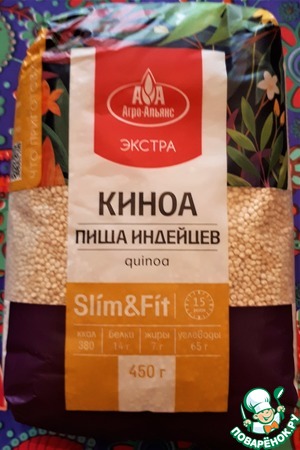 АА
Агро-Альянс
ЭКСТРА
КИНОА
ПИЩА ИНДЕЙЦЕВ
quinoa
Slim&Fit
15
ккал белки жиры углеводы
380 14 г 7 г 65 г
450 г
ПОВАРЁНОК.РУ